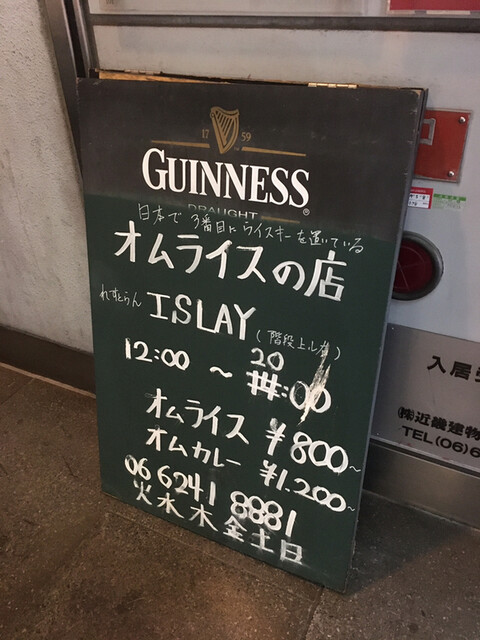 17 59
GUINNESS
®
DRAUGHT
日本で3番目にウイスキーを置いている
オムライスの店
れすとらん ISLAY
(階段上ル右)
12:00 ~ 20:00
オムライス ¥800~
オムカレー ¥1.200~
06 6241 8881
火水木金土日
入居
㈱近畿建物
TEL(06)6